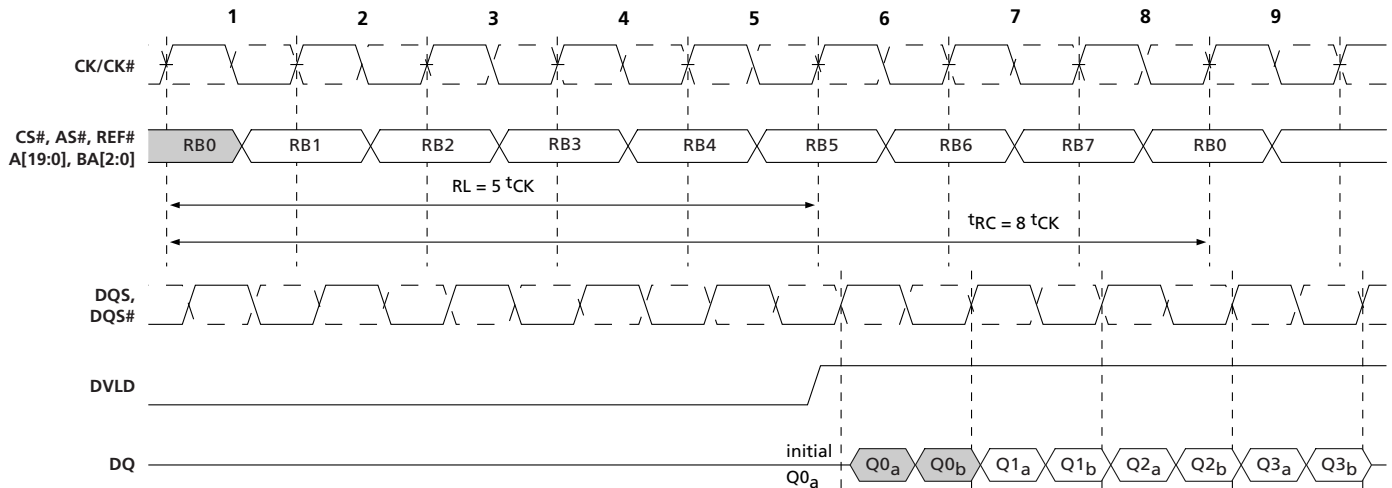 1 2 3 4 5 6 7 8 9
CK/CK#
CS#, AS#, REF#
A[19:0], BA[2:0]
RB0 RB1 RB2 RB3 RB4 RB5 RB6 RB7 RB0
RL = 5 tCK
tRC = 8 tCK
DQS,
DQS#
DVLD
DQ
initial
Q0a
Q0a Q0b Q1a Q1b Q2a Q2b Q3a Q3b